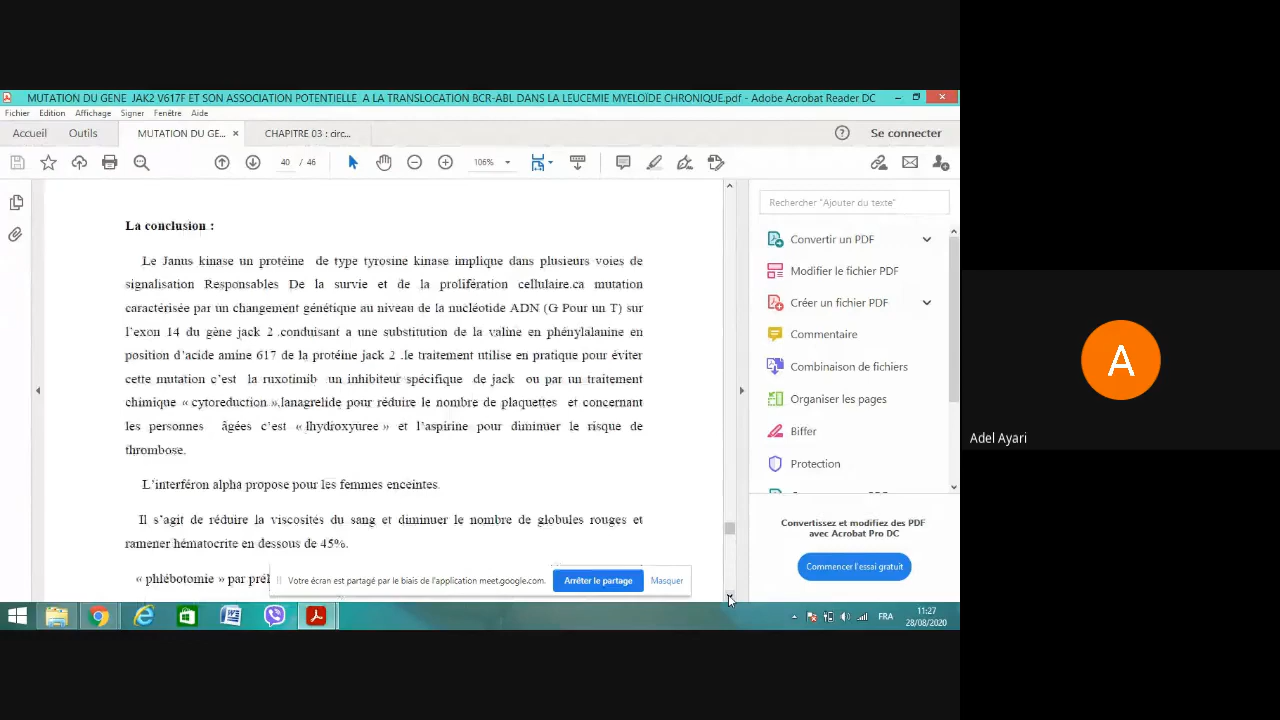 MUTATION DU GENE JAK2 V617F ET SON ASSOCIATION POTENTIELLE A LA TRANSLOCATION BCR-ABL DANS LA LEUCEMIE MYELOÏDE CHRONIQUE.pdf - Adobe Acrobat Reader DC
Fichier Edition Affichage Signer Fenêtre Aide
Accueil Outils MUTATION DU GE... × CHAPITRE 03 : circ... Se connecter
40 / 46 106%
La conclusion :
Le Janus kinase un protéine de type tyrosine kinase implique dans plusieurs voies de
signalisation Responsables De la survie et de la prolifération cellulaire.ca mutation
caractérisée par un changement génétique au niveau de la nucléotide ADN (G Pour un T) sur
l'exon 14 du gène jack 2 .conduisant a une substitution de la valine en phénylalanine en
position d'acide amine 617 de la protéine jack 2 .le traitement utilise en pratique pour éviter
cette mutation c'est la ruxotimib un inhibiteur spécifique de jack ou par un traitement
chimique « cytoreduction »,lanagrelide pour réduire le nombre de plaquettes et concernant
les personnes âgées c'est « lhydroxyuree » et l'aspirine pour diminuer le risque de
thrombose.
L'interféron alpha propose pour les femmes enceintes.
Il s'agit de réduire la viscosités du sang et diminuer le nombre de globules rouges et
ramener hématocrite en dessous de 45%.
« phlébotomie » par
Votre écran est partagé par le biais de l'application meet.google.com. Arrêter le partage Masquer
Rechercher "Ajouter du texte"
Convertir un PDF
Modifier le fichier PDF
Créer un fichier PDF
Commentaire
Combinaison de fichiers
Organiser les pages
Biffer
Protection
Convertissez et modifiez des PDF
avec Acrobat Pro DC
Commencer l'essai gratuit
FRA
11:27
28/08/2020
A
Adel Ayari